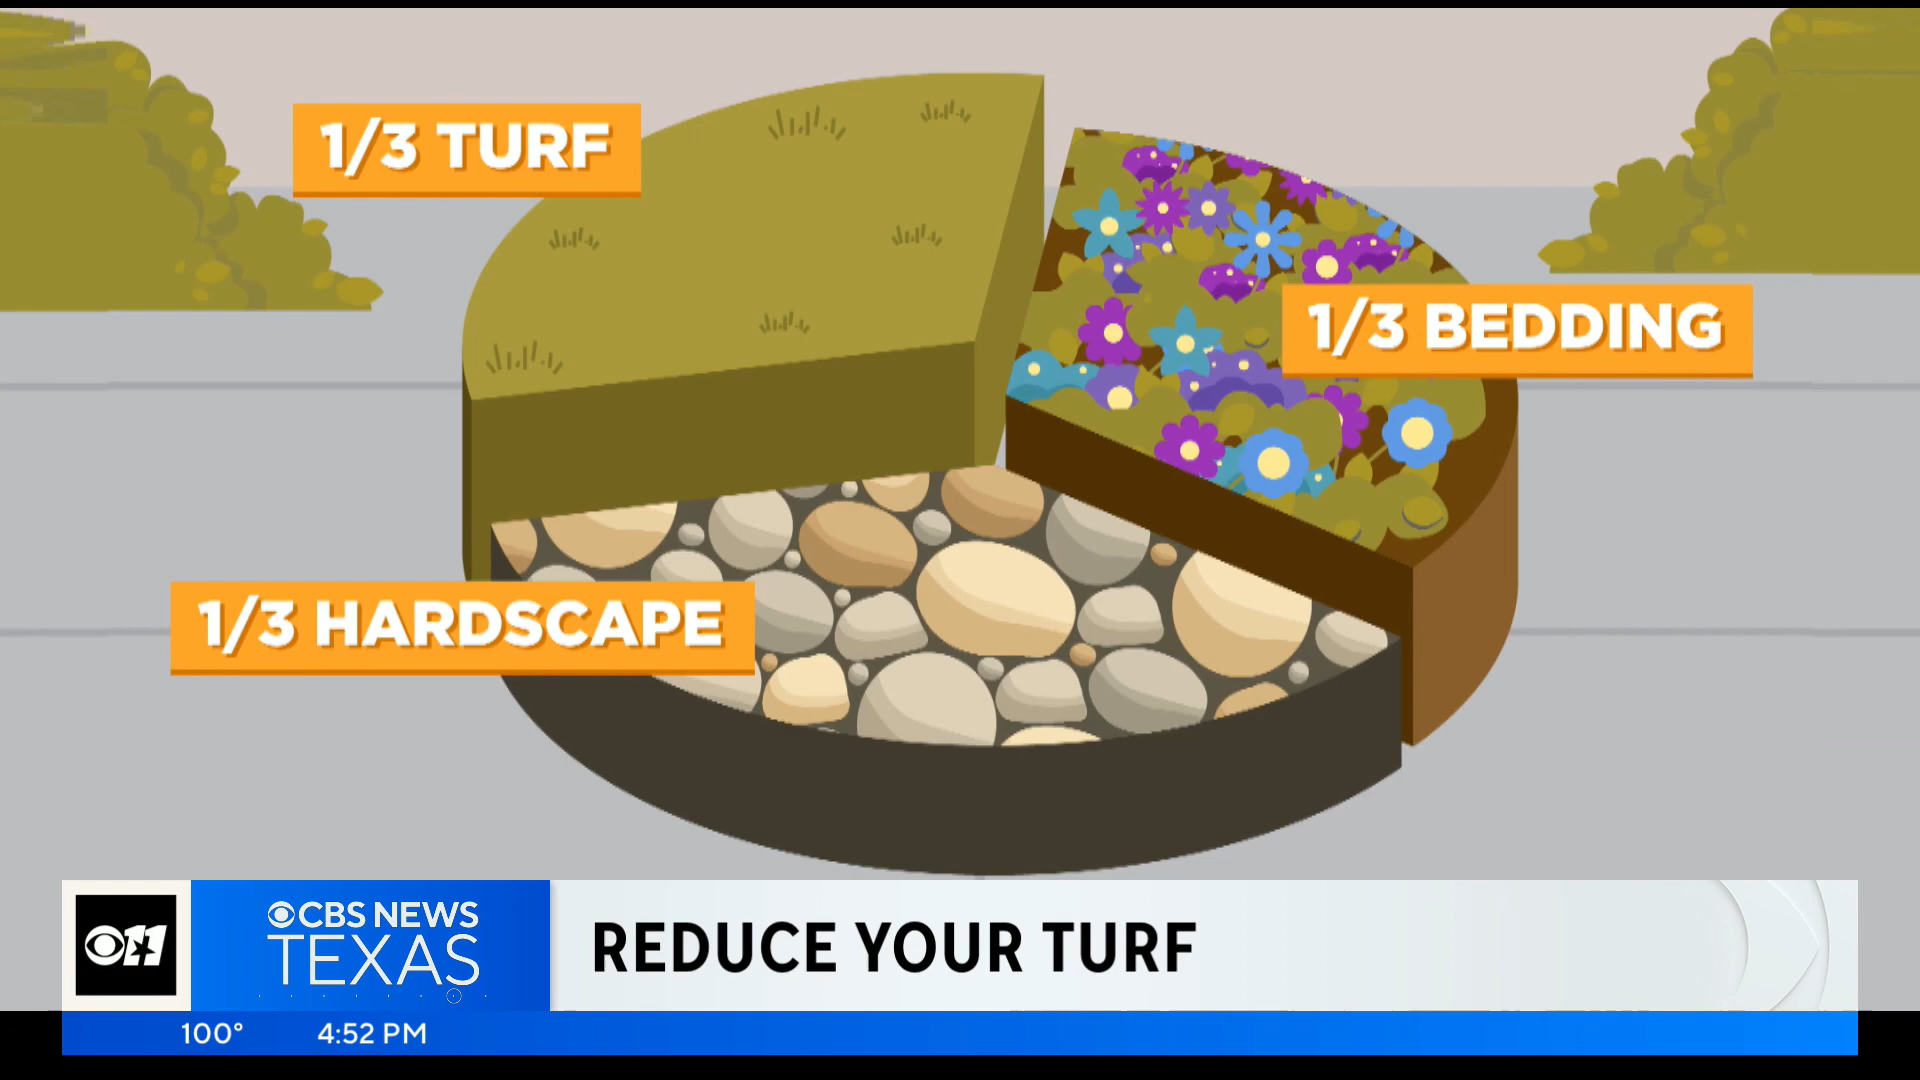 1/3 TURF
1/3 BEDDING
1/3 HARDSCAPE
11
CBS NEWS
TEXAS
REDUCE YOUR TURF
100° 4:52 PM